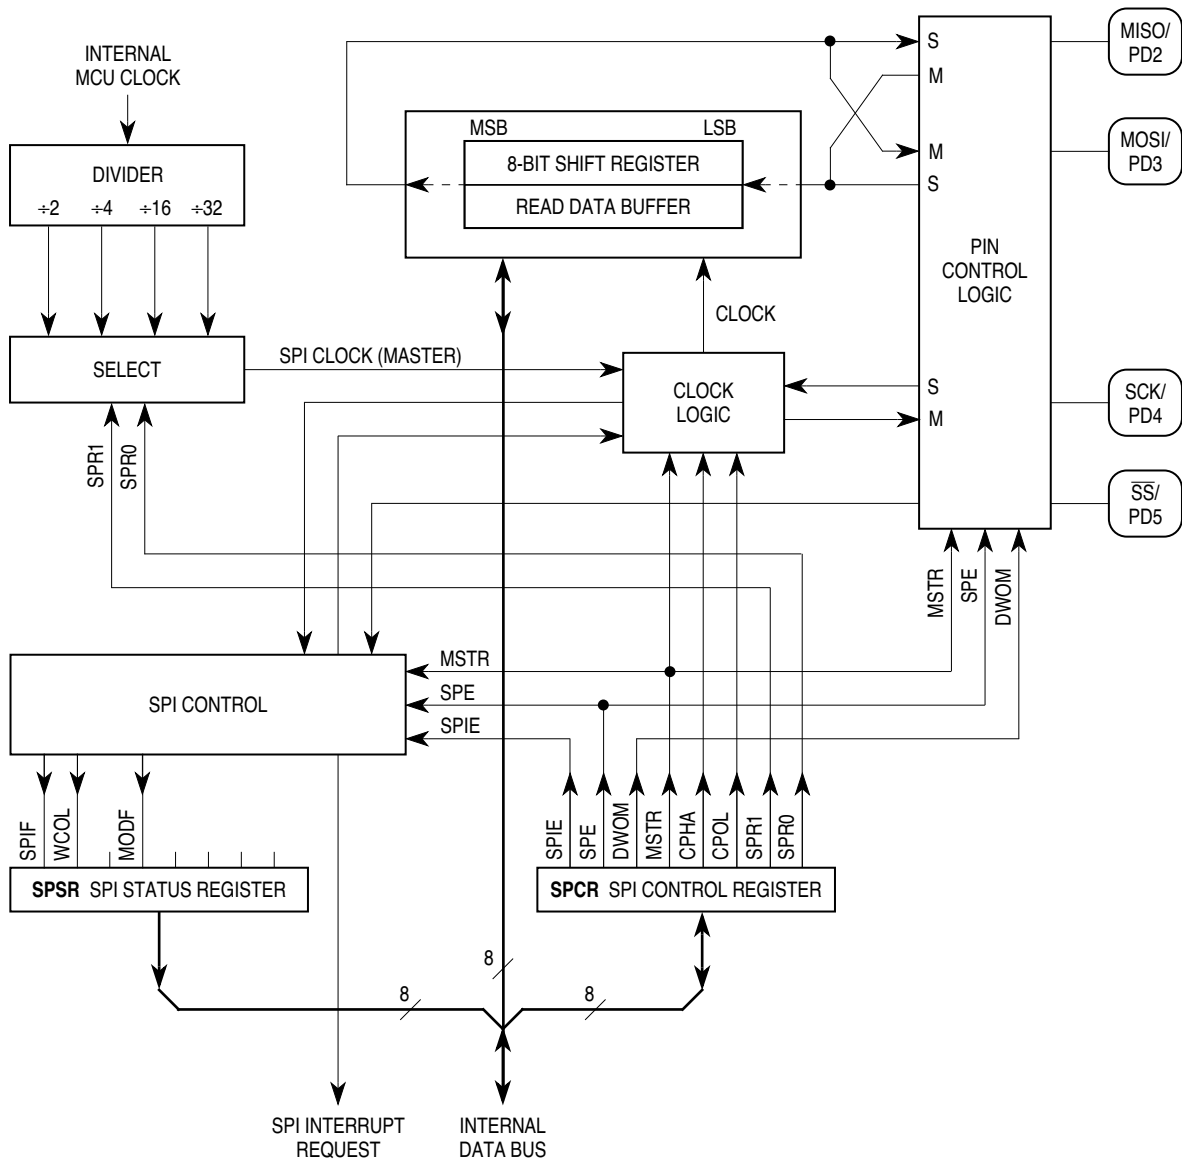 INTERNAL
MCU CLOCK
DIVIDER
÷2 ÷4 ÷16 ÷32
SELECT
SPR1
SPR0
SPI CLOCK (MASTER)
MSB LSB
8-BIT SHIFT REGISTER
READ DATA BUFFER
CLOCK
CLOCK
LOGIC
S
M
M
S
PIN
CONTROL
LOGIC
S
M
MISO/
PD2
MOSI/
PD3
SCK/
PD4
SS/
PD5
MSTR
SPE
DWOM
SPI CONTROL
MSTR
SPE
SPIE
SPIF
WCOL
MODF
SPSR SPI STATUS REGISTER
SPIE
SPE
DWOM
MSTR
CPHA
CPOL
SPR1
SPR0
SPCR SPI CONTROL REGISTER
8
8
8
SPI INTERRUPT
REQUEST
INTERNAL
DATA BUS